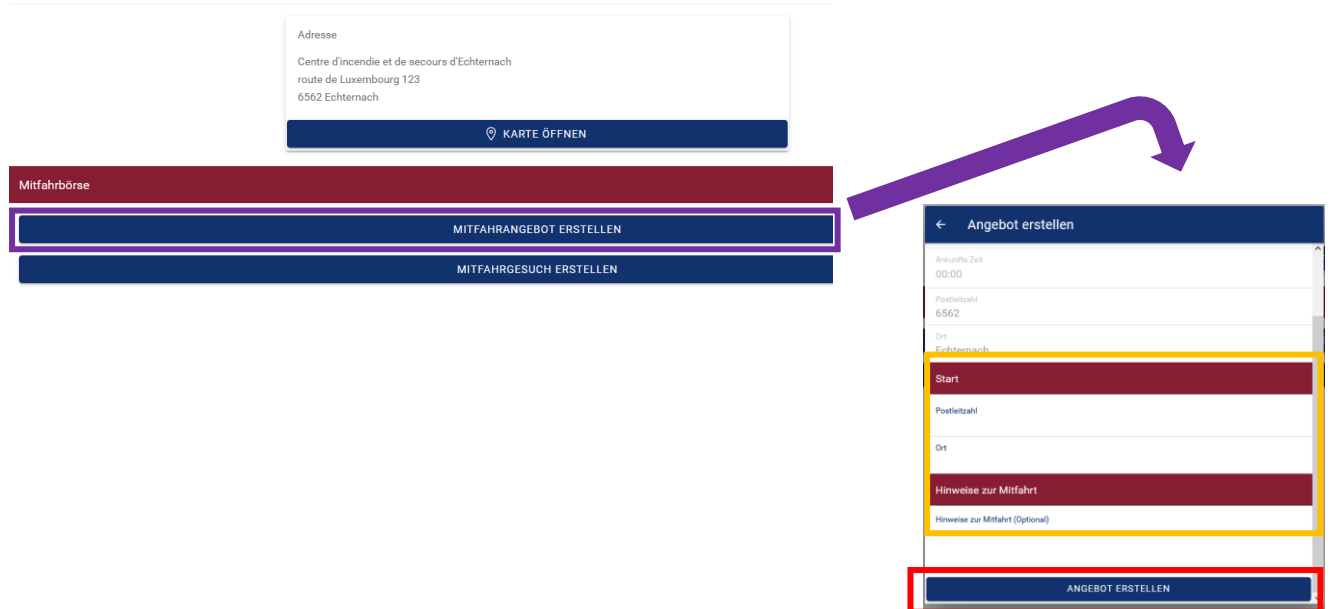 Adresse
Centre d'incendie et de secours d'Echternach
route de Luxembourg 123
6562 Echternach
KARTE ÖFFNEN
Mitfahrbörse
MITFAHRANGEBOT ERSTELLEN
MITFAHRGESUCH ERSTELLEN
Angebot erstellen
Ankunfts Zeit
00:00
Postleitzahl
6562
Ort
Echternach
Start
Postleitzahl
Ort
Hinweise zur Mitfahrt
Hinweise zur Mitfahrt (Optional)
ANGEBOT ERSTELLEN